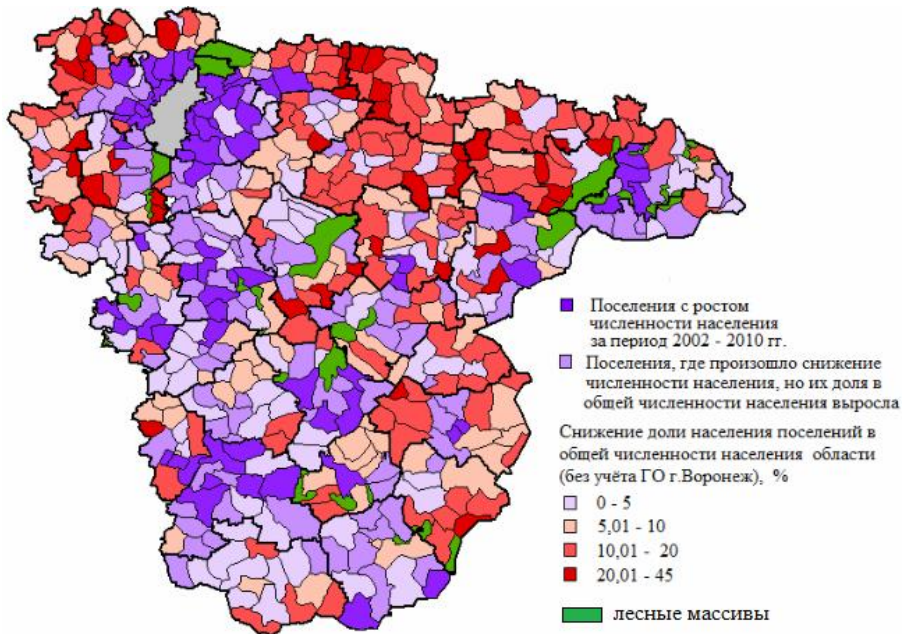 Поселения с ростом
численности населения
за период 2002 - 2010 гг.
Поселения, где произошло снижение
численности населения, но их доля в
общей численности населения выросла
Снижение доли населения поселений в
общей численности населения области
(без учёта ГО г.Воронеж), %
0 - 5
5,01 - 10
10,01 - 20
20,01 - 45
лесные массивы